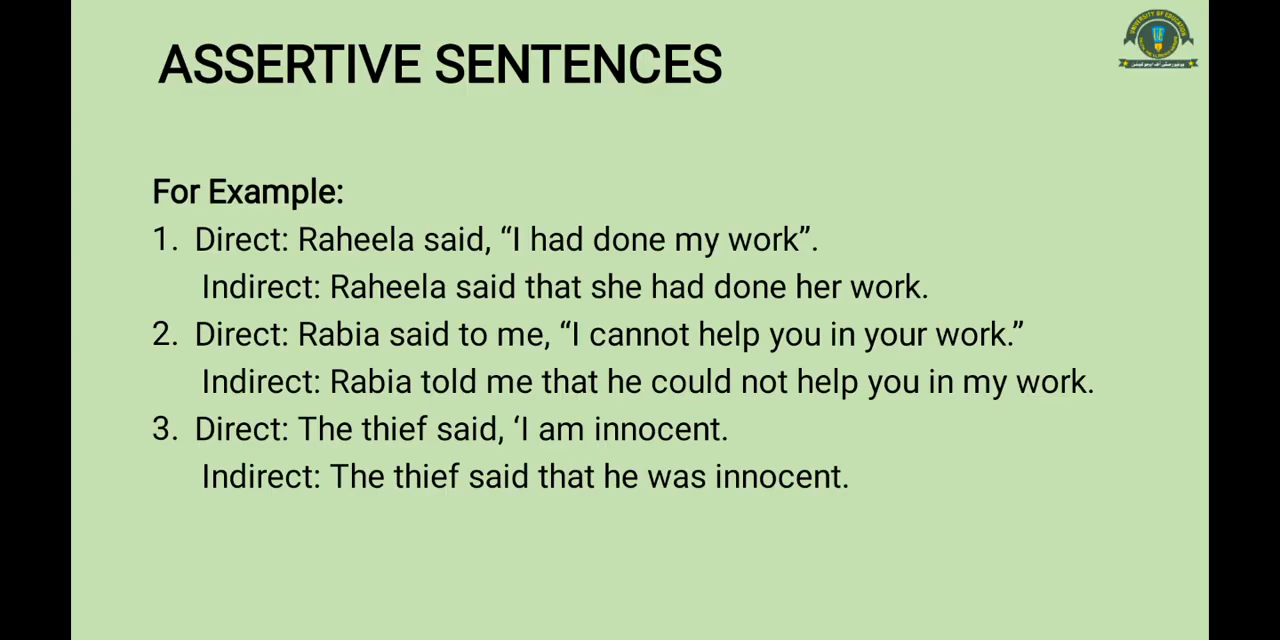 UNIVERSITY OF EDUCATION
ASSERTIVE SENTENCES
For Example:
1. Direct: Raheela said, “I had done my work”.
Indirect: Raheela said that she had done her work.
2. Direct: Rabia said to me, “I cannot help you in your work.”
Indirect: Rabia told me that he could not help you in my work.
3. Direct: The thief said, ‘I am innocent.
Indirect: The thief said that he was innocent.